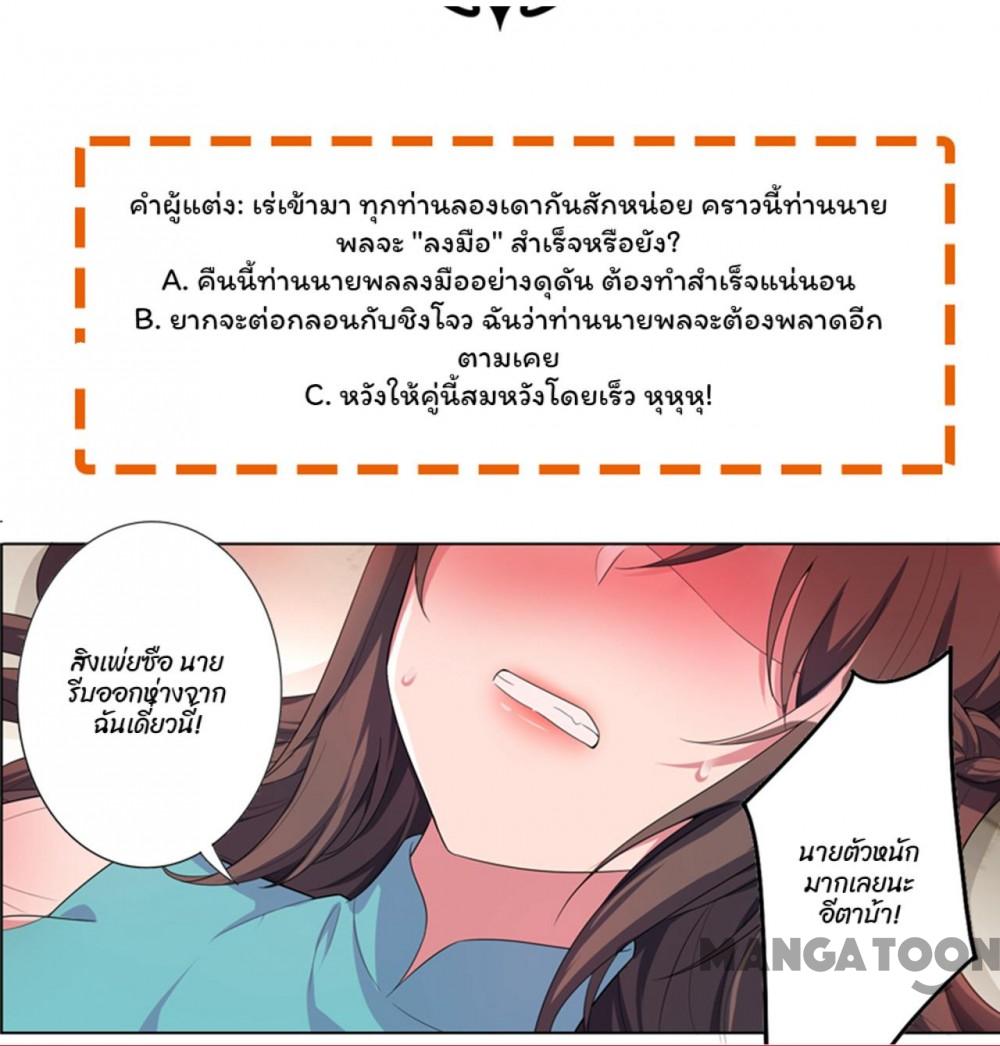 คำผู้แต่ง: เร่เข้ามา ทุกท่านลองเดากันสักหน่อย คราวนี้ท่านนาย
พลจะ "ลงมือ" สำเร็จหรือยัง?
A. คืนนี้ท่านนายพลลงมืออย่างดุดัน ต้องทำสำเร็จแน่นอน
B. ยากจะต่อกลอนกับชิงโจว ฉันว่าท่านนายพลจะต้องพลาดอีก
ตามเคย
C. หวังให้คู่นี้สมหวังโดยเร็ว หุหุหุ!
สิงเพ่ยซือ นาย
รีบออกห่างจาก
ฉันเดี๋ยวนี้!
นายตัวหนัก
มากเลยนะ
อีตาบ้า!
MANGATOON